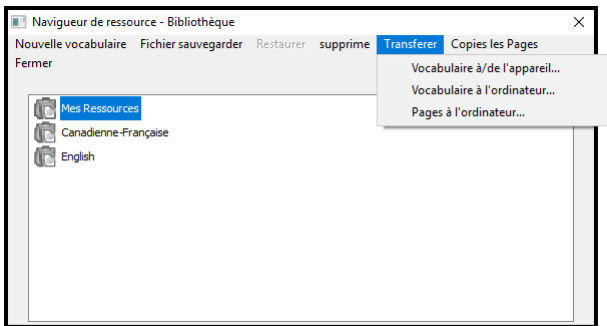 Navigueur de ressource - Bibliothèque
Nouvelle vocabulaire Fichier sauvegarder Restaurer supprime Transferer Copies les Pages
Fermer
Vocabulaire à/de l'appareil...
Vocabulaire à l'ordinateur...
Pages à l'ordinateur...
Mes Ressources
Canadienne-Française
English